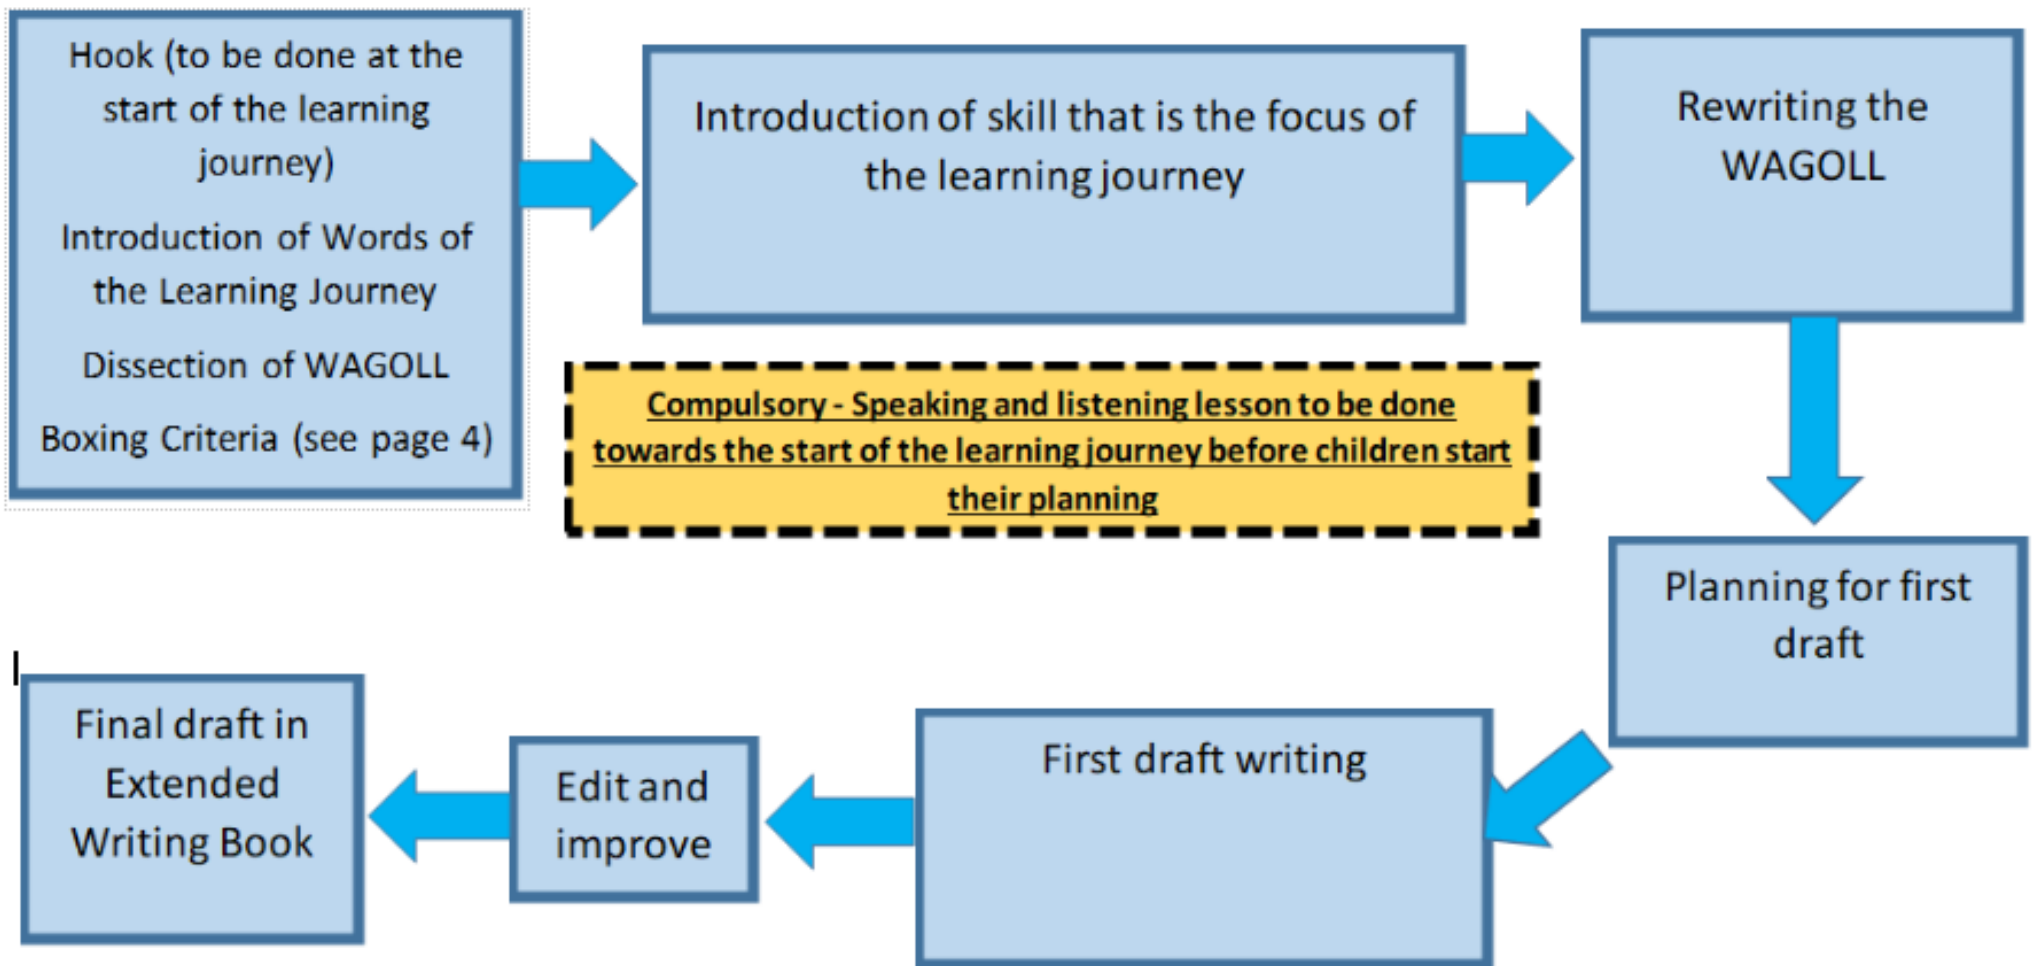 Hook (to be done at the
start of the learning
journey)
Introduction of Words of
the Learning Journey
Dissection of WAGOLL
Boxing Criteria (see page 4)
Introduction of skill that is the focus of
the learning journey
Rewriting the
WAGOLL
Compulsory - Speaking and listening lesson to be done
towards the start of the learning journey before children start
their planning
Planning for first
draft
First draft writing
Edit and
improve
Final draft in
Extended
Writing Book